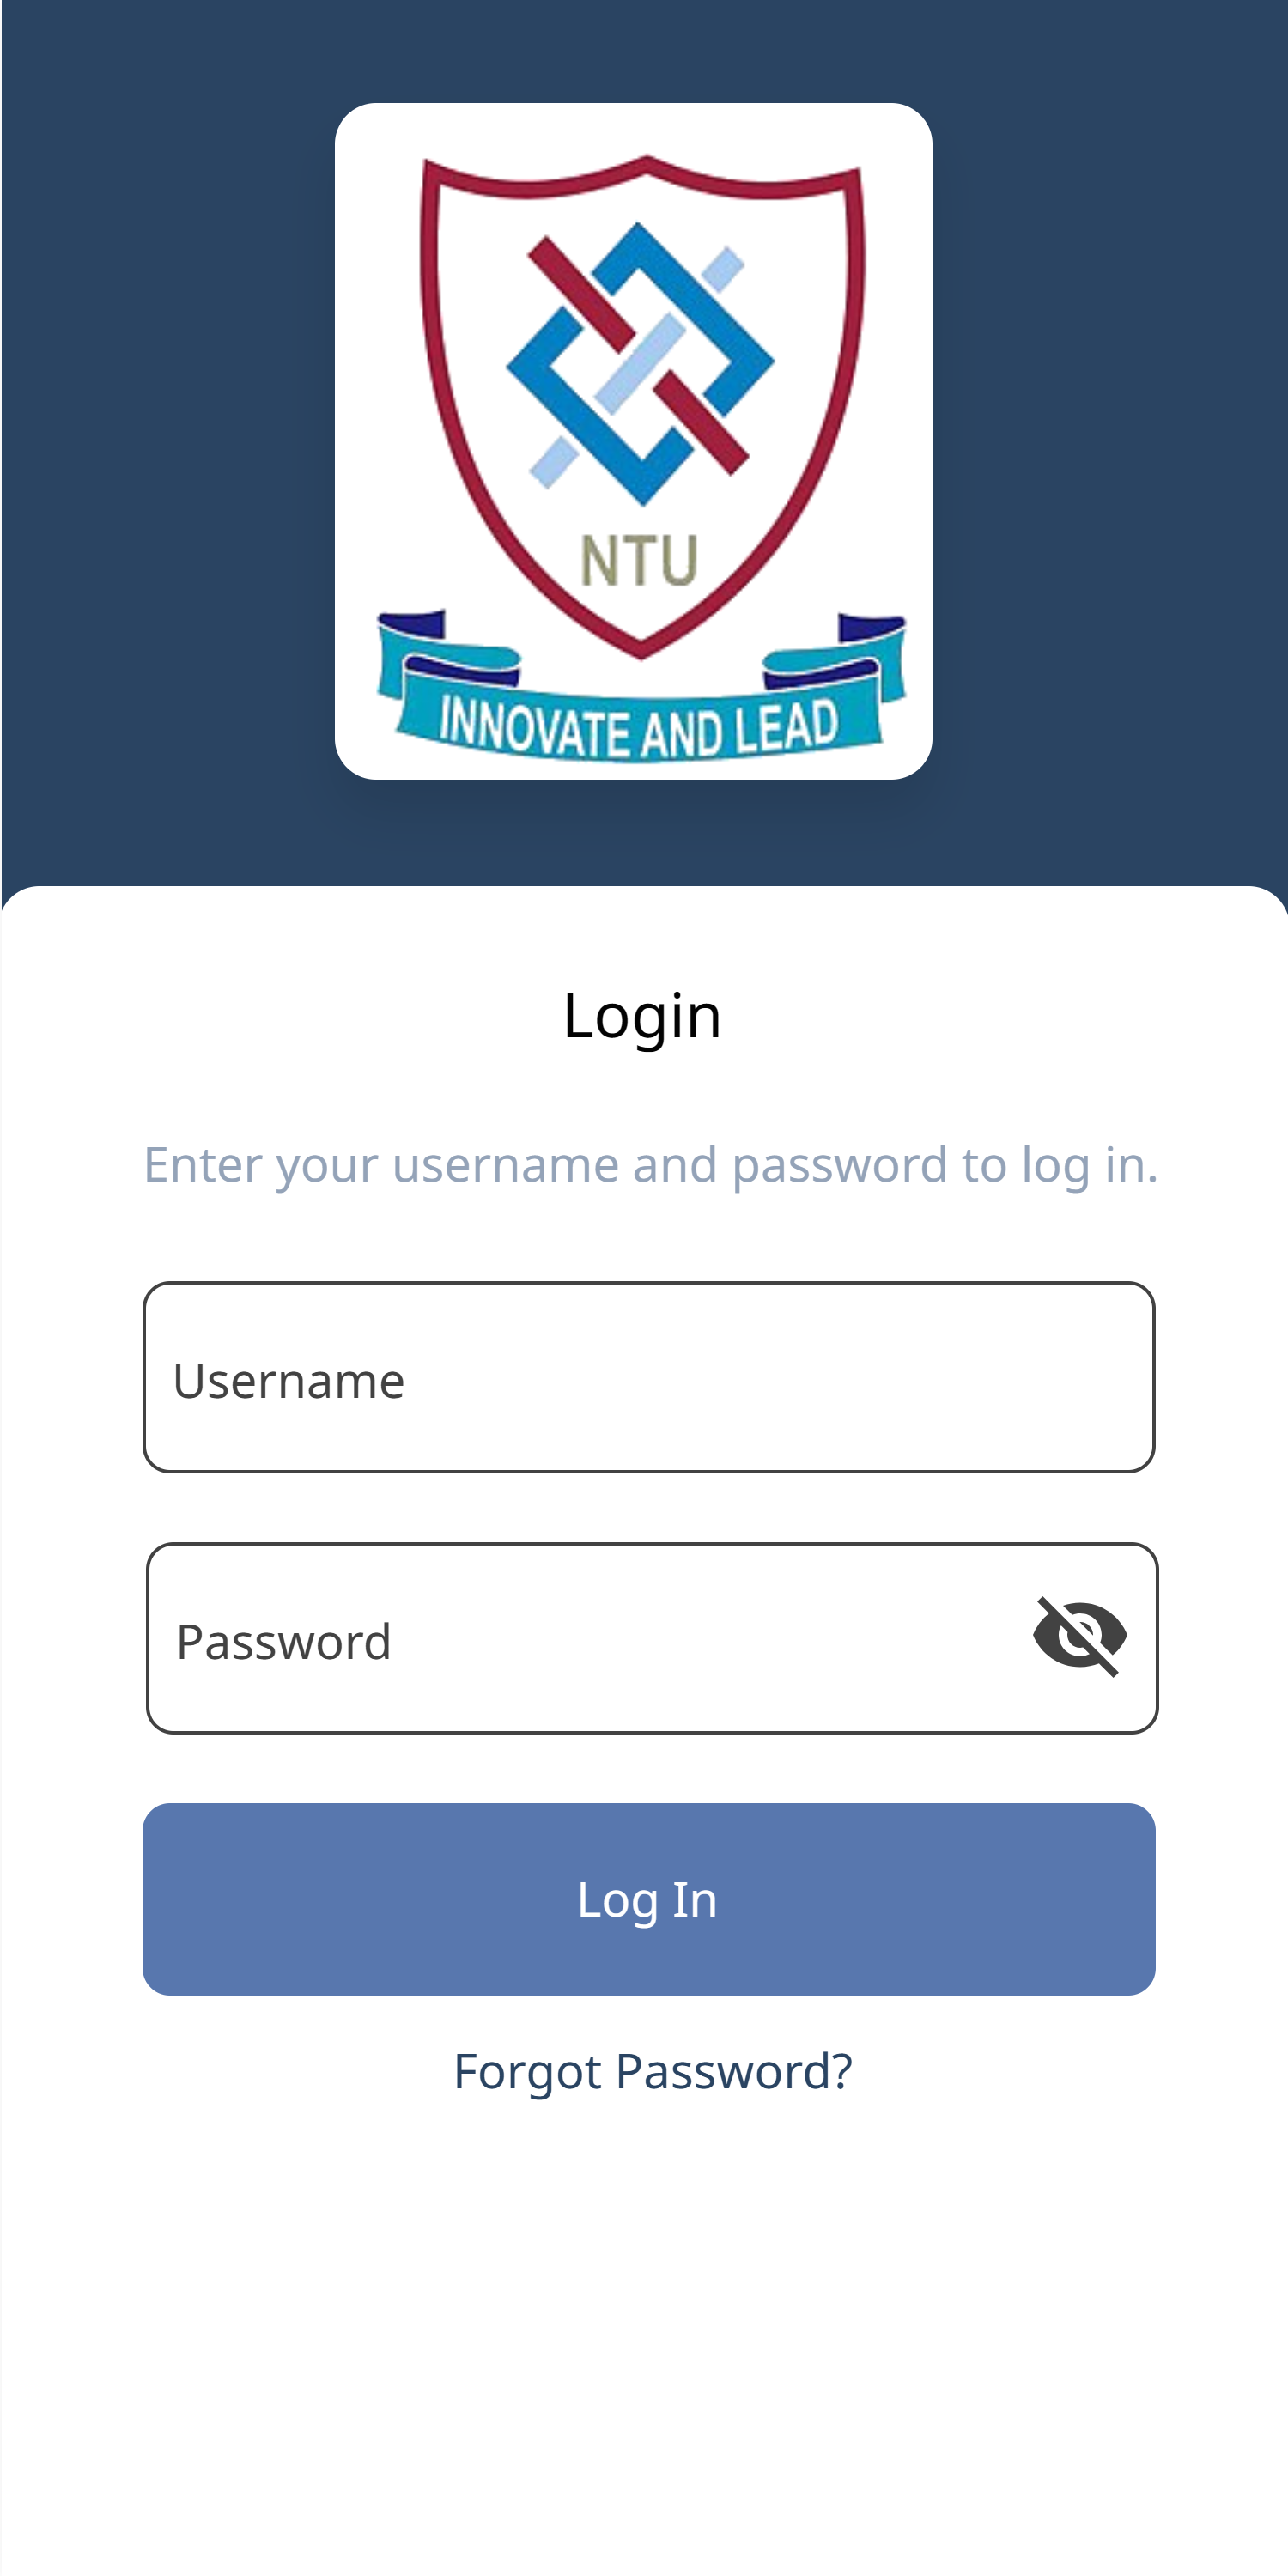 NTU
INNOVATE AND LEAD
Login
Enter your username and password to log in.
Username
Password
Log In
Forgot Password?